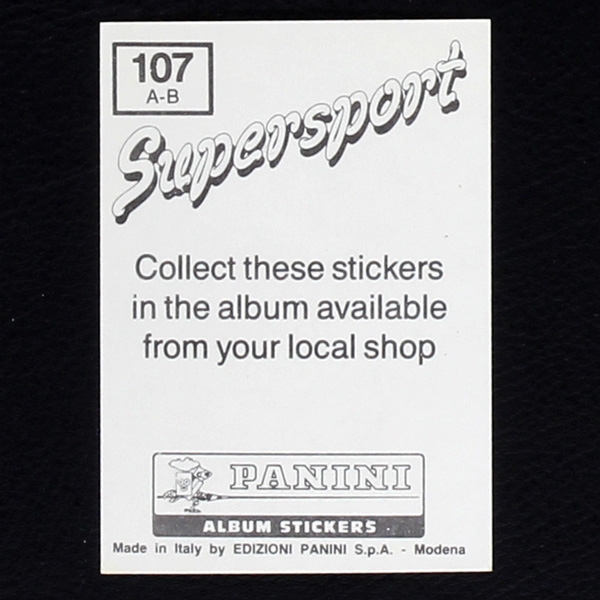 107
A-B
Supersport
Collect these stickers
in the album available
from your local shop
PANINI
ALBUM STICKERS
Made in Italy by EDIZIONI PANINI S.p.A. - Modena